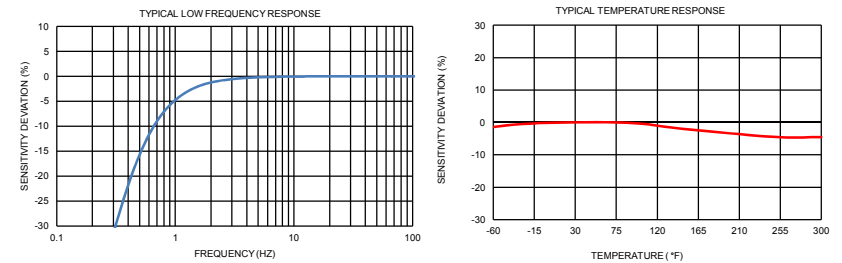 TYPICAL LOW FREQUENCY RESPONSE
SENSITIVITY DEVIATION (%)
10
5
0
-5
-10
-15
-20
-25
-30
0.1 1 10 100
FREQUENCY (HZ)
TYPICAL TEMPERATURE RESPONSE
SENSITIVITY DEVIATION (%)
30
20
10
0
-10
-20
-30
-60 -15 30 75 120 165 210 255 300
TEMPERATURE ( °F)